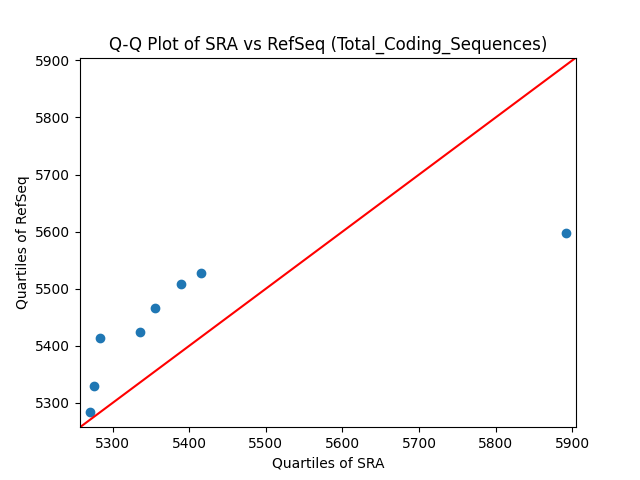 Q-Q Plot of SRA vs RefSeq (Total_Coding_Sequences)
5900
5800
5700
5600
5500
5400
5300
Quartiles of RefSeq
5300 5400 5500 5600 5700 5800 5900
Quartiles of SRA